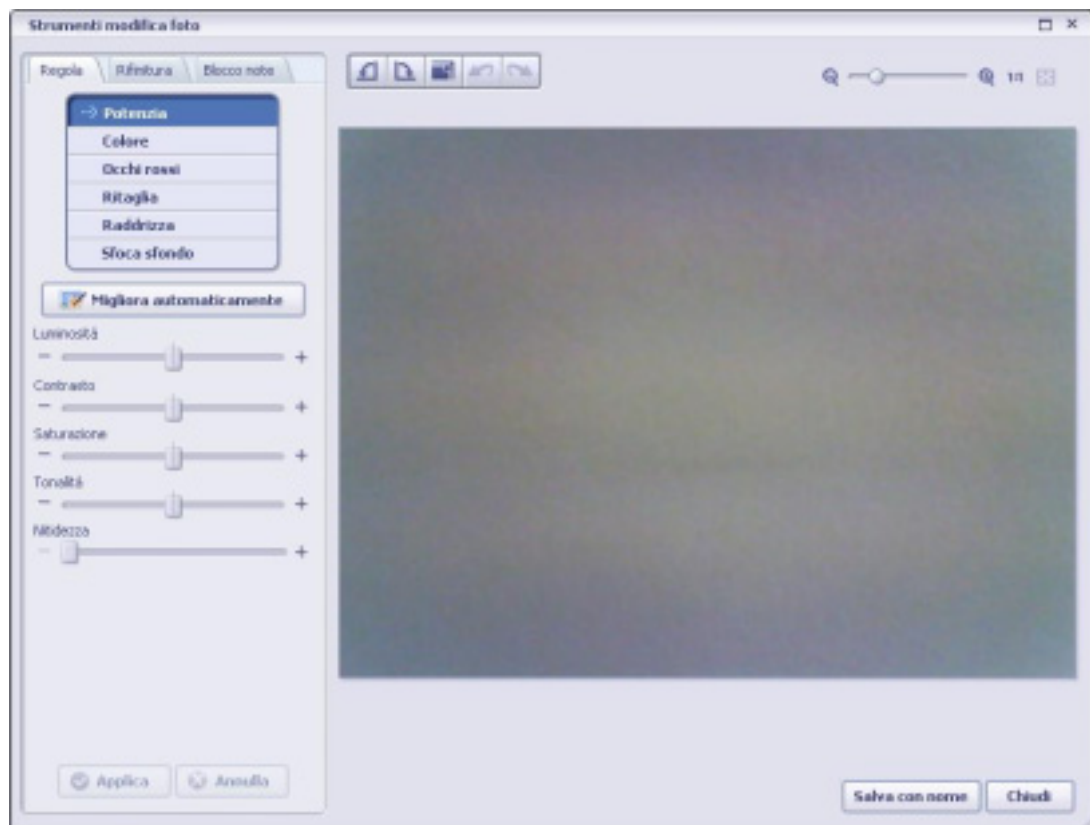 Strumenti modifica foto
Regola Rifinitura Blocco note
Potenzia
Colore
Occhi rossi
Ritaglia
Raddrizza
Sfoca sfondo
Migliora automaticamente
Luminosità
Contrasto
Saturazione
Tonalità
Nitidezza
Applica Annulla
1:1
Salva con nome Chiudi